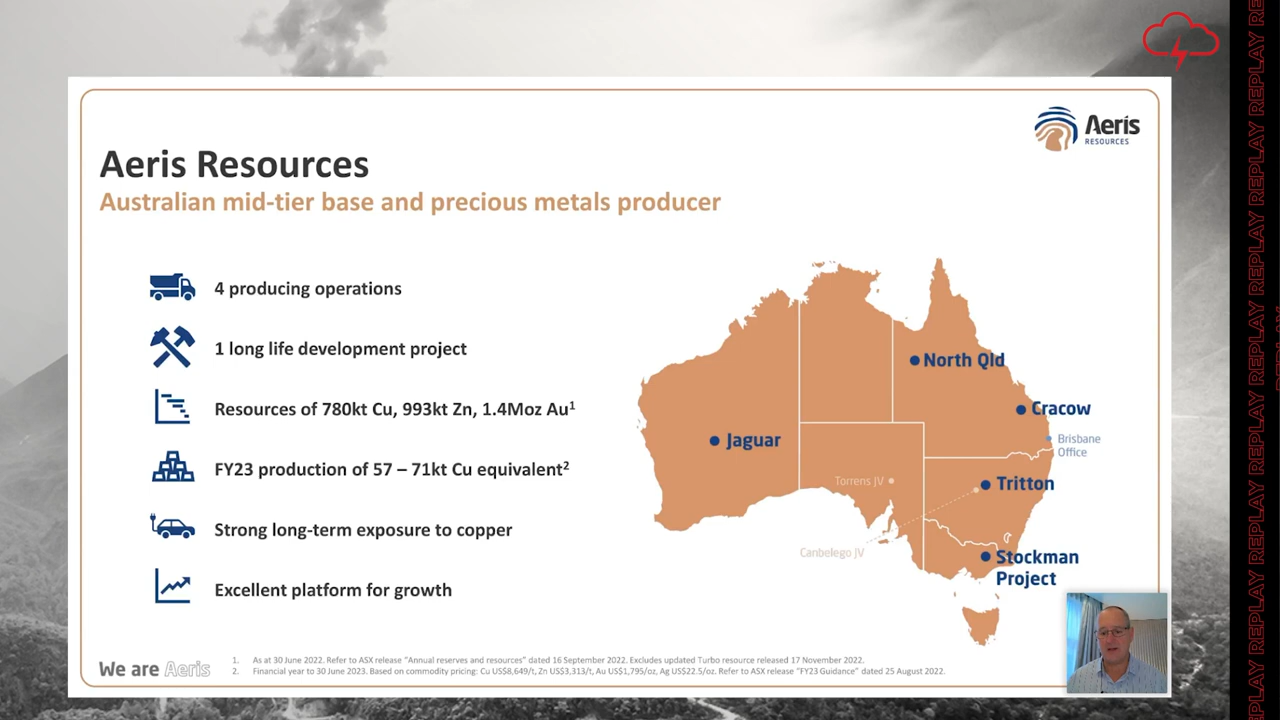 Aeris
RESOURCES
Aeris Resources
Australian mid-tier base and precious metals producer
4 producing operations
1 long life development project
Resources of 780kt Cu, 993kt Zn, 1.4Moz Au1
FY23 production of 57 – 71kt Cu equivalent2
Strong long-term exposure to copper
Excellent platform for growth
North Qld
Cracow
Brisbane
Office
Jaguar
Torrens JV
Tritton
Canbelego JV
Stockman
Project
We are Aeris
1. As at 30 June 2022. Refer to ASX release "Annual reserves and resources" dated 16 September 2022. Excludes updated Turbo resource released 17 November 2022.
2. Financial year to 30 June 2023. Based on commodity pricing: Cu US$8,649/t, Zn US$3,313/t, Au US$1,795/oz, Ag US$22.5/oz. Refer to ASX release "FY23 Guidance" dated 25 August 2022.
REPLAY REPLAY REPLAY REPLAY REPLAY REPLAY REPLAY REPLAY